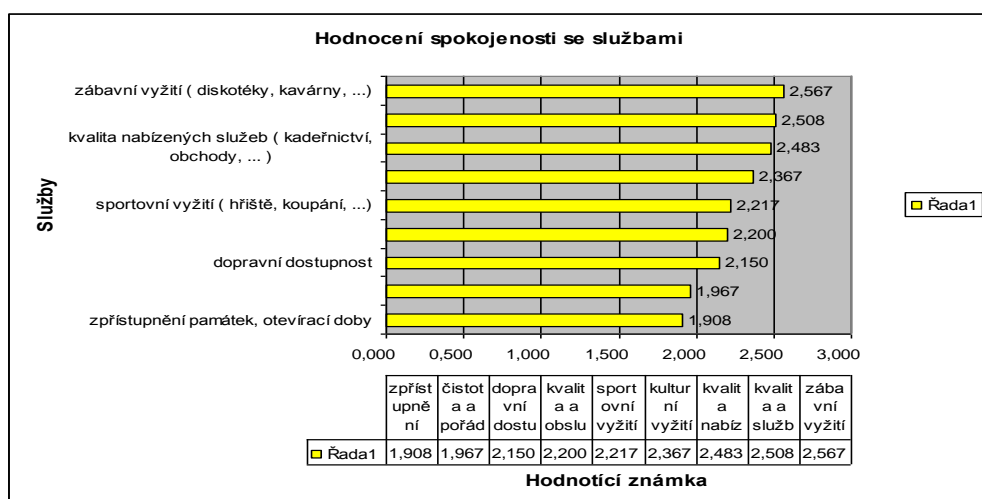 Hodnocení spokojenosti se službami
Služby
zábavní vyžití ( diskotéky, kavárny, ...)
2,567
2,508
kvalita nabízených služeb ( kadeřnictví,
obchody, ... )
2,483
2,367
sportovní vyžití ( hřiště, koupání, ...)
2,217
2,200
dopravní dostupnost
2,150
1,967
zpřístupnění památek, otevírací doby
1,908
0,000 0,500 1,000 1,500 2,000 2,500 3,000
Řada1
zpříst čistot dopra kvalit sport kultur kvalit kvalit zába
upně a a vní a ovní ní a a a vní
ní pořád dostu obslu vyžití vyžití nabíz služb vyžití
Řada1 1,908 1,967 2,150 2,200 2,217 2,367 2,483 2,508 2,567
Hodnotící známka